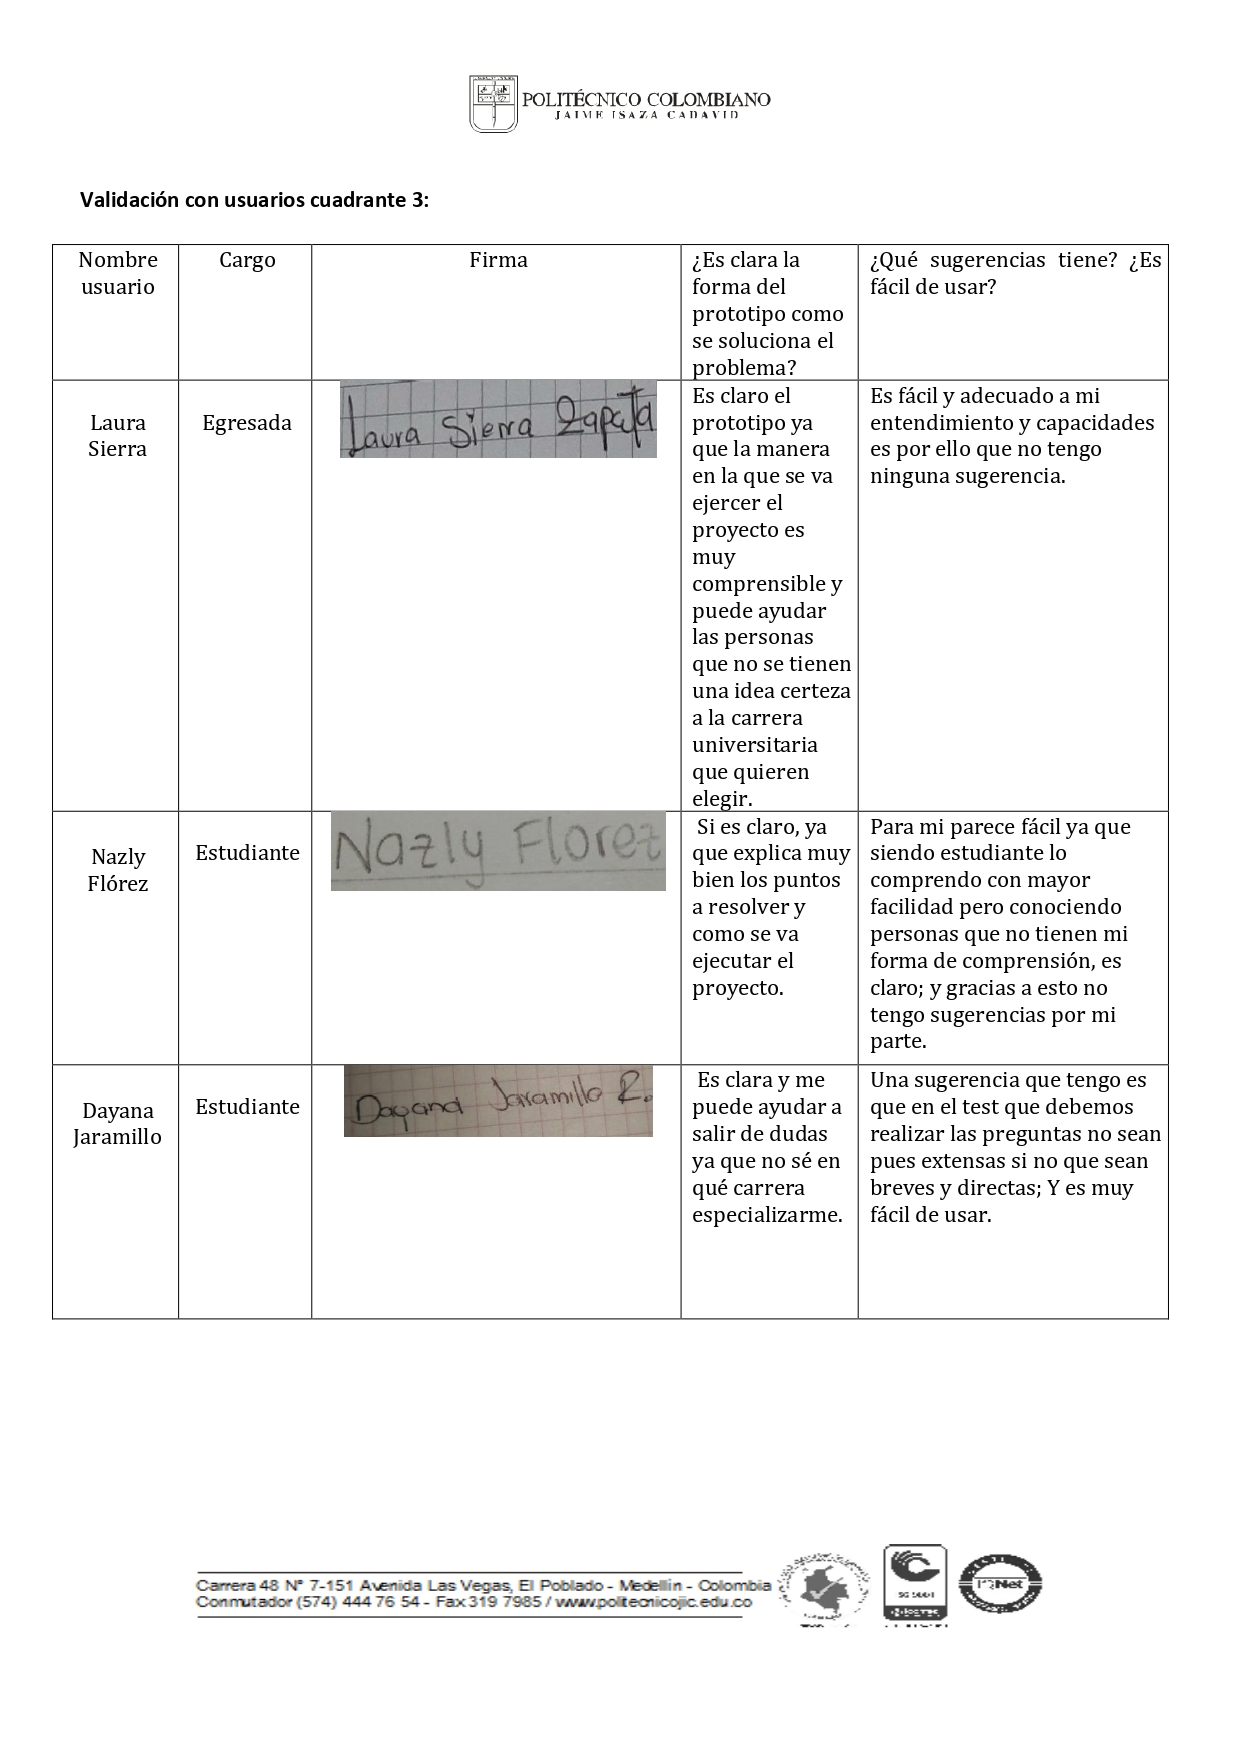 POLITÉCNICO COLOMBIANO
JAIME ISAZA CADAVID
Validación con usuarios cuadrante 3:
Nombre
usuario
Cargo
Firma
¿Es clara la
forma del
prototipo como
se soluciona el
problema?
¿Qué sugerencias tiene? ¿Es
fácil de usar?
Laura
Sierra
Egresada
Laura Sierra Zapata
Es claro el
prototipo ya
que la manera
en la que se va
ejercer el
proyecto es
muy
comprensible y
puede ayudar
las personas
que no se tienen
una idea certeza
a la carrera
universitaria
que quieren
elegir.
Es fácil y adecuado a mi
entendimiento y capacidades
es por ello que no tengo
ninguna sugerencia.
Nazly
Flórez
Estudiante
Nazly Florez
Si es claro, ya
que explica muy
bien los puntos
a resolver y
como se va
ejecutar el
proyecto.
Para mi parece fácil ya que
siendo estudiante lo
comprendo con mayor
facilidad pero conociendo
personas que no tienen mi
forma de comprensión, es
claro; y gracias a esto no
tengo sugerencias por mi
parte.
Dayana
Jaramillo
Estudiante
Dayana Jaramillo R.
Es clara y me
puede ayudar a
salir de dudas
ya que no sé en
qué carrera
especializarme.
Una sugerencia que tengo es
que en el test que debemos
realizar las preguntas no sean
pues extensas si no que sean
breves y directas; Y es muy
fácil de usar.
Carrera 48 N° 7-151 Avenida Las Vegas, El Poblado - Medellín - Colombia
Conmutador (574) 444 76 54 - Fax 319 7985 / www.politecnicojic.edu.co
IQNet